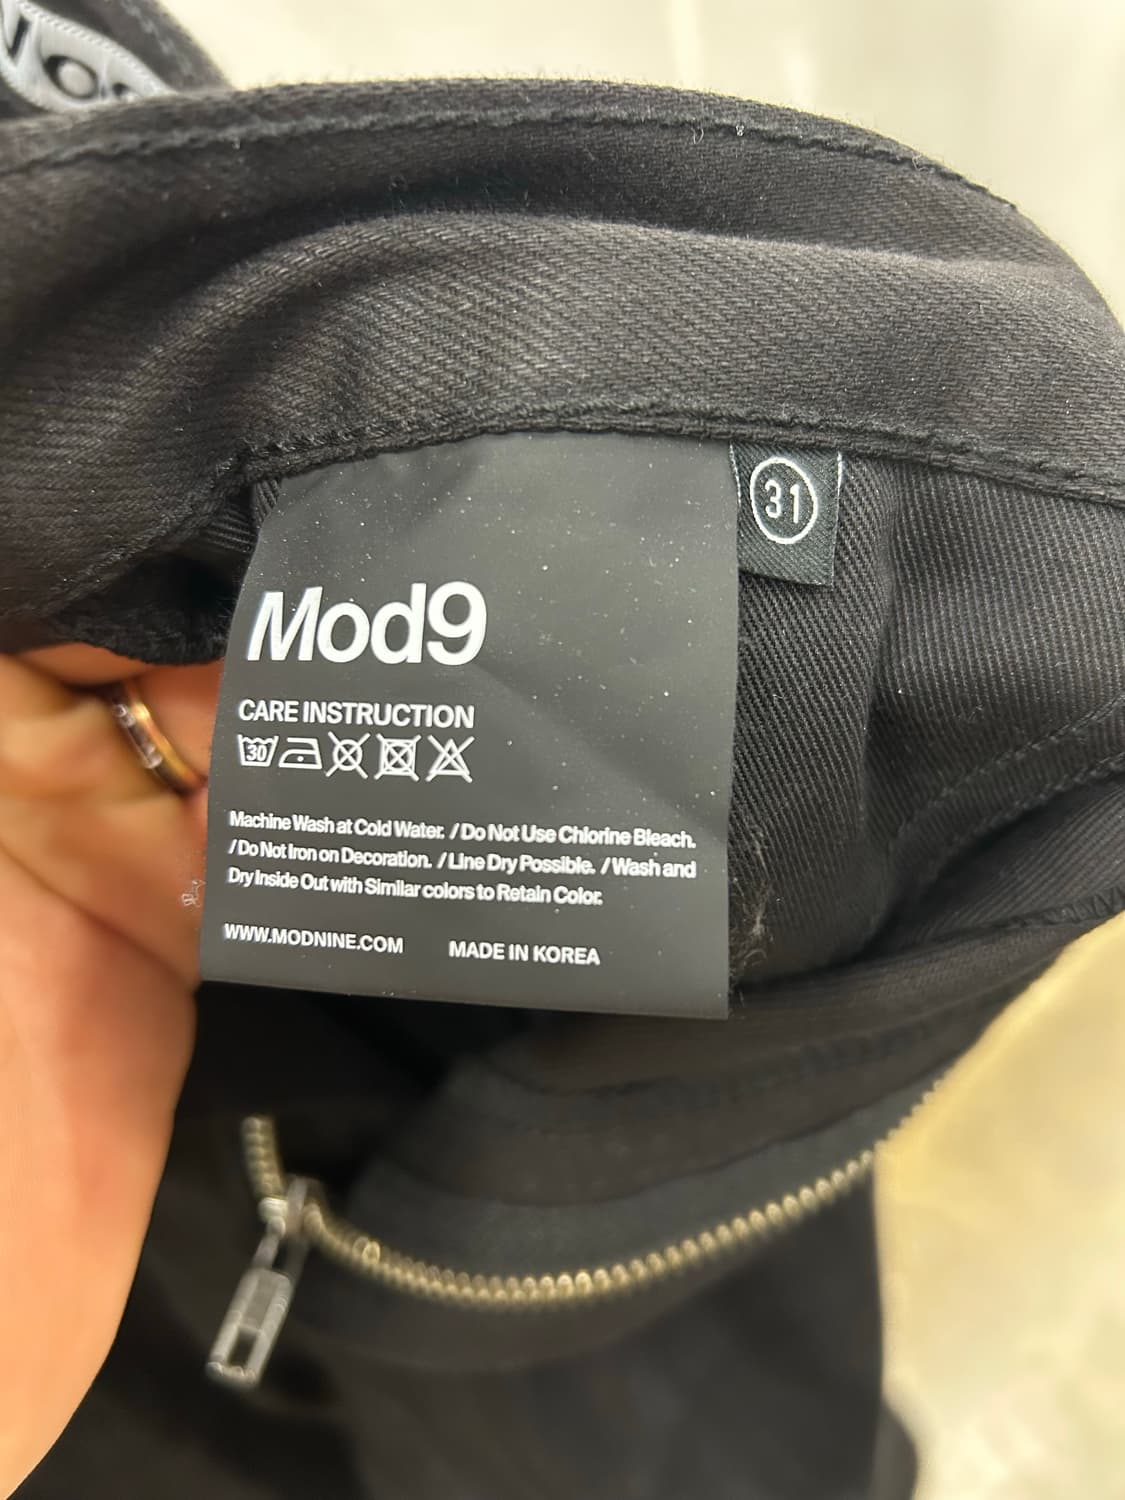 31
Mod9
CARE INSTRUCTION
30
Machine Wash at Cold Water. / Do Not Use Chlorine Bleach.
/ Do Not Iron on Decoration. / Line Dry Possible. / Wash and
Dry Inside Out with Similar colors to Retain Color.
WWW.MODNINE.COM MADE IN KOREA